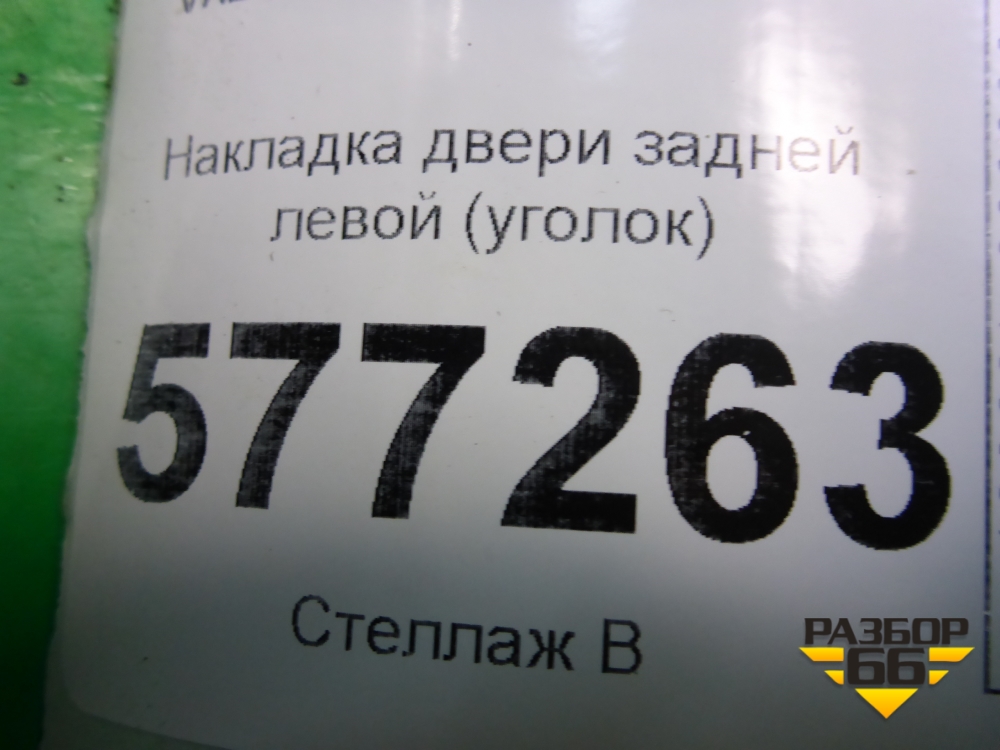 Накладка двери задней
левой (уголок)
577263
Стеллаж В
РАЗБОР
66